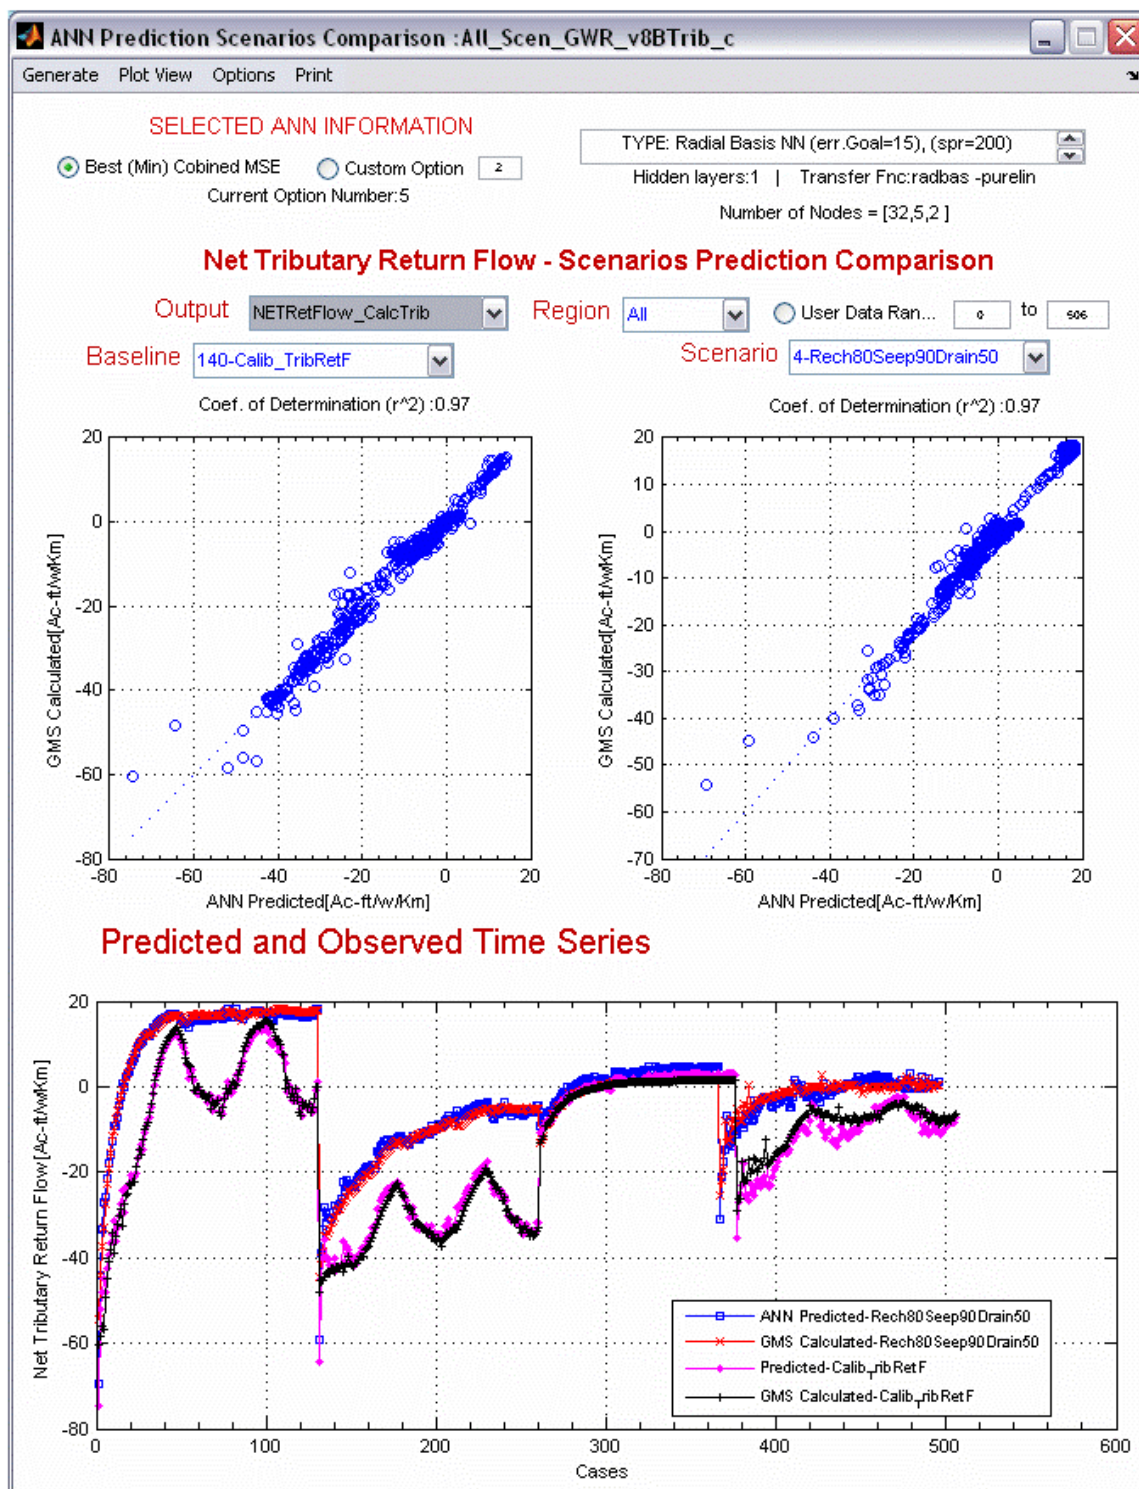 ANN Prediction Scenarios Comparison :All_Scen_GWR_v8BTrib_c
Generate Plot View Options Print
SELECTED ANN INFORMATION
Best (Min) Cobined MSE Custom Option 2
Current Option Number:5
TYPE: Radial Basis NN (err.Goal=15), (spr=200)
Hidden layers:1 | Transfer Fnc:radbas -purelin
Number of Nodes = [32,5,2 ]
Net Tributary Return Flow - Scenarios Prediction Comparison
Output NETRetFlow_CalcTrib Region All User Data Ran... 0 to 506
Baseline 140-Calib_TribRetF Scenario 4-Rech80Seep90Drain50
Coef. of Determination (r^2) :0.97
Coef. of Determination (r^2) :0.97
GMS Calculated[Ac-ft/w/Km]
20
0
-20
-40
-60
-80
-80 -60 -40 -20 0 20
ANN Predicted[Ac-ft/w/Km]
GMS Calculated[Ac-ft/w/Km]
20
10
0
-10
-20
-30
-40
-50
-60
-70
-80 -60 -40 -20 0 20
ANN Predicted[Ac-ft/w/Km]
Predicted and Observed Time Series
Net Tributary Return Flow[Ac-ft/w/Km]
20
0
-20
-40
-60
-80
0 100 200 300 400 500 600
Cases
ANN Predicted-Rech80Seep90Drain50
GMS Calculated-Rech80Seep90Drain50
Predicted-Calib_TribRetF
GMS Calculated-Calib_TribRetF